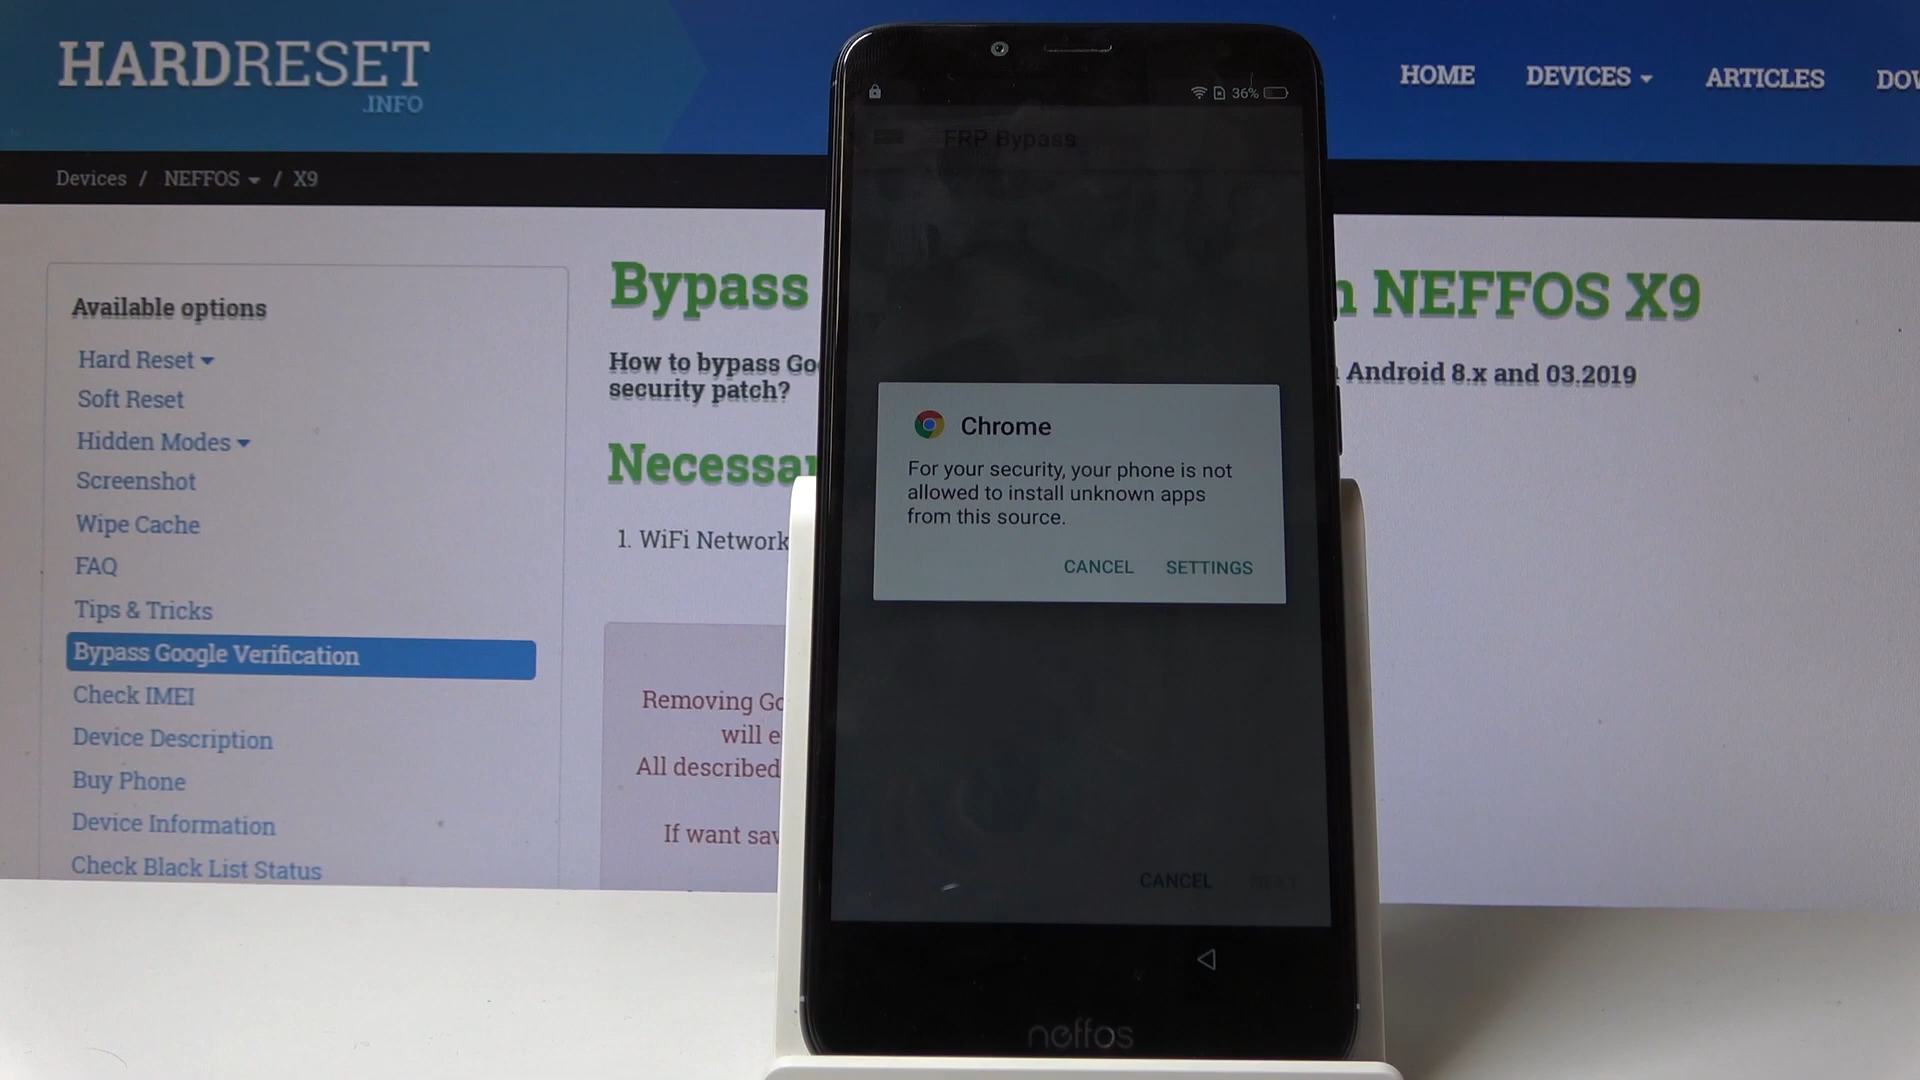 HARDRESET
.INFO
HOME DEVICES ARTICLES
Devices / NEFFOS / X9
Available options
Hard Reset
Soft Reset
Hidden Modes
Screenshot
Wipe Cache
FAQ
Tips & Tricks
Bypass Google Verification
Check IMEI
Device Description
Buy Phone
Device Information
Check Black List Status
Bypass
NEFFOS X9
How to bypass
Android 8.x and 03.2019
security patch?
1. WiFi Network
Removing
will
All described
If want
36%
FRP Bypass
Chrome
For your security, your phone is not
allowed to install unknown apps
from this source.
CANCEL SETTINGS
CANCEL NEXT
neffos